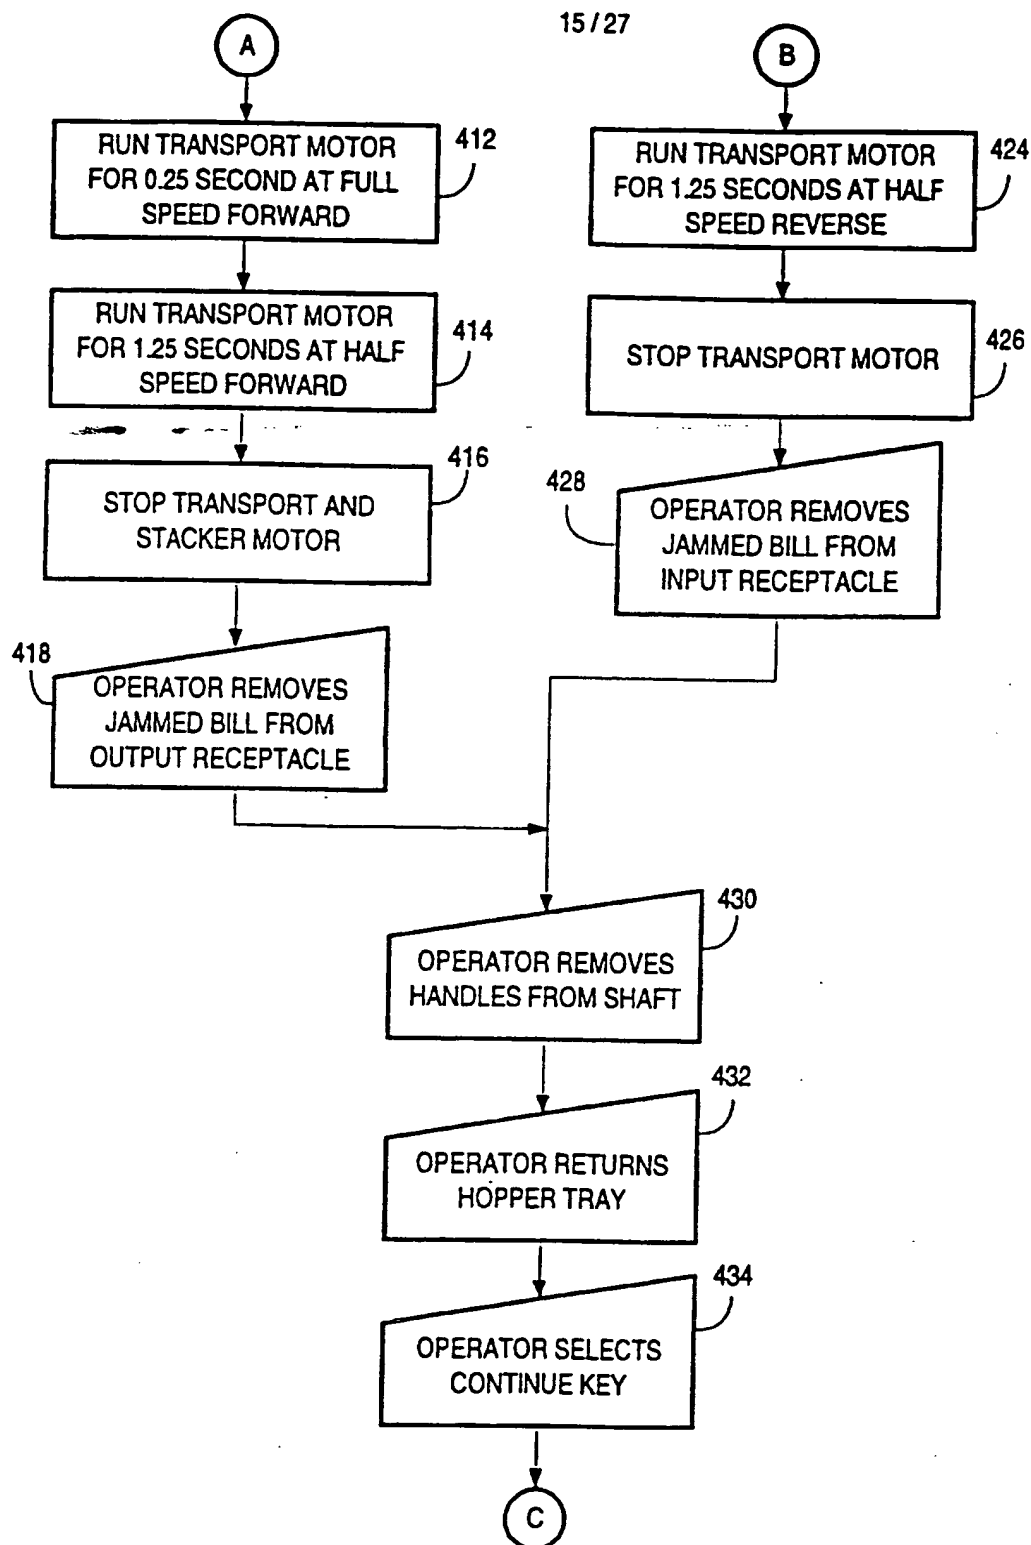 15/27
A
RUN TRANSPORT MOTOR
FOR 0.25 SECOND AT FULL
SPEED FORWARD
412
RUN TRANSPORT MOTOR
FOR 1.25 SECONDS AT HALF
SPEED FORWARD
414
STOP TRANSPORT AND
STACKER MOTOR
416
418
OPERATOR REMOVES
JAMMED BILL FROM
OUTPUT RECEPTACLE
B
RUN TRANSPORT MOTOR
FOR 1.25 SECONDS AT HALF
SPEED REVERSE
424
STOP TRANSPORT MOTOR
426
428
OPERATOR REMOVES
JAMMED BILL FROM
INPUT RECEPTACLE
430
OPERATOR REMOVES
HANDLES FROM SHAFT
432
OPERATOR RETURNS
HOPPER TRAY
434
OPERATOR SELECTS
CONTINUE KEY
C